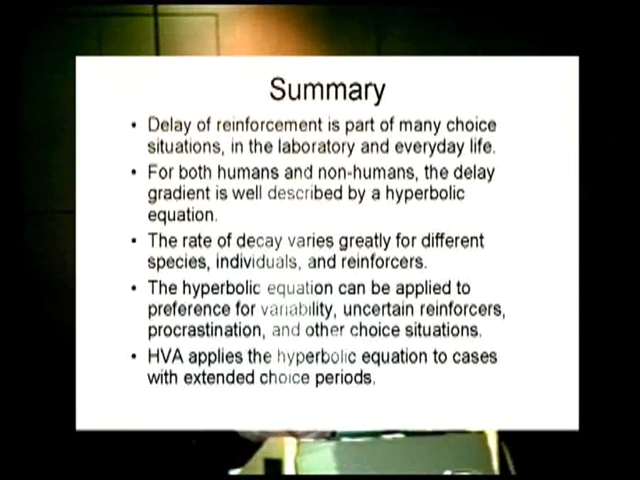 Summary
• Delay of reinforcement is part of many choice
situations, in the laboratory and everyday life.
• For both humans and non-humans, the delay
gradient is well described by a hyperbolic
equation.
• The rate of decay varies greatly for different
species, individuals, and reinforcers.
• The hyperbolic equation can be applied to
preference for variability, uncertain reinforcers,
procrastination, and other choice situations.
• HVA applies the hyperbolic equation to cases
with extended choice periods.